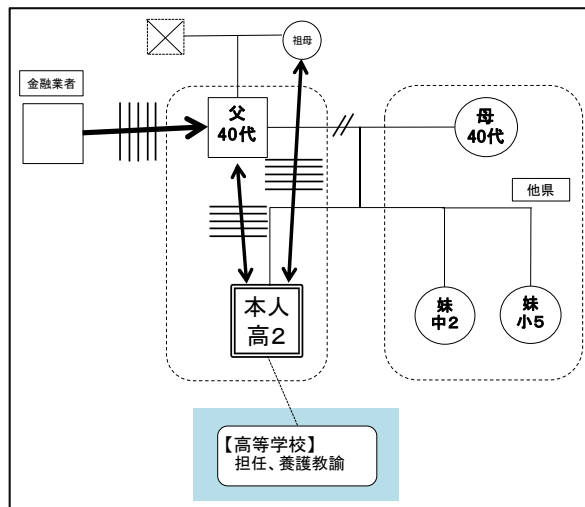 祖母
金融業者
父
40代
母
40代
他県
本人
高2
妹
中2
妹
小5
【高等学校】
担任、養護教諭